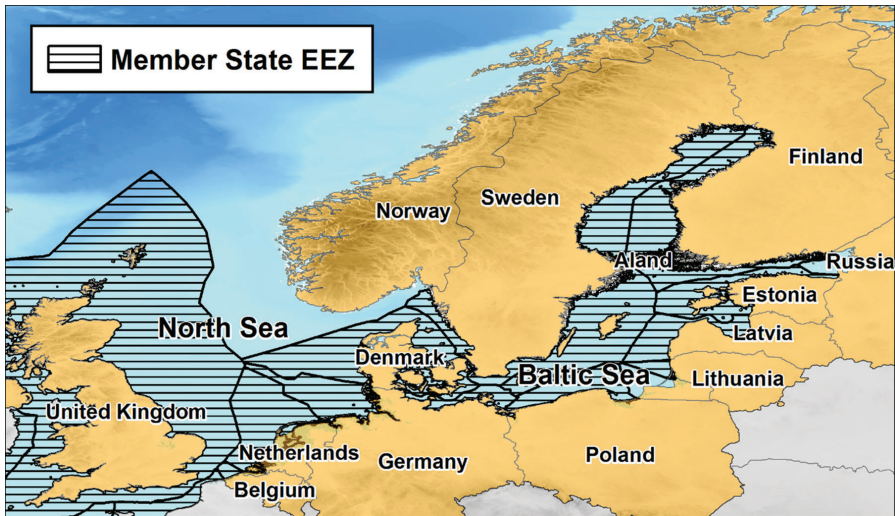 Member State EEZ
Finland
Norway
Sweden
Aland
Russia
Estonia
North Sea
Latvia
Denmark
Baltic Sea
Lithuania
United Kingdom
Netherlands
Germany
Poland
Belgium